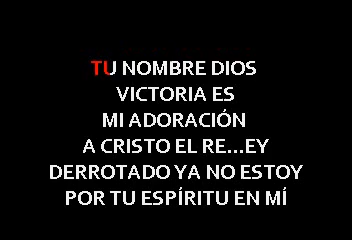 TU NOMBRE DIOS
VICTORIA ES
MI ADORACIÓN
A CRISTO EL RE...EY
DERROTADO YA NO ESTOY
POR TU ESPÍRITU EN MÍ